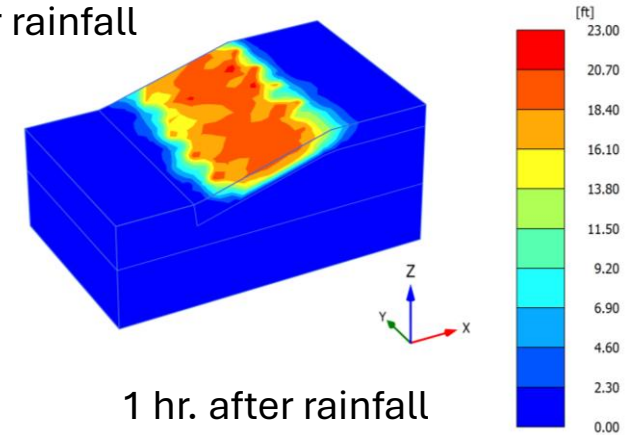 rainfall
[ft]
23.00
20.70
18.40
16.10
13.80
11.50
9.20
6.90
4.60
2.30
0.00
Z
Y
X
1 hr. after rainfall